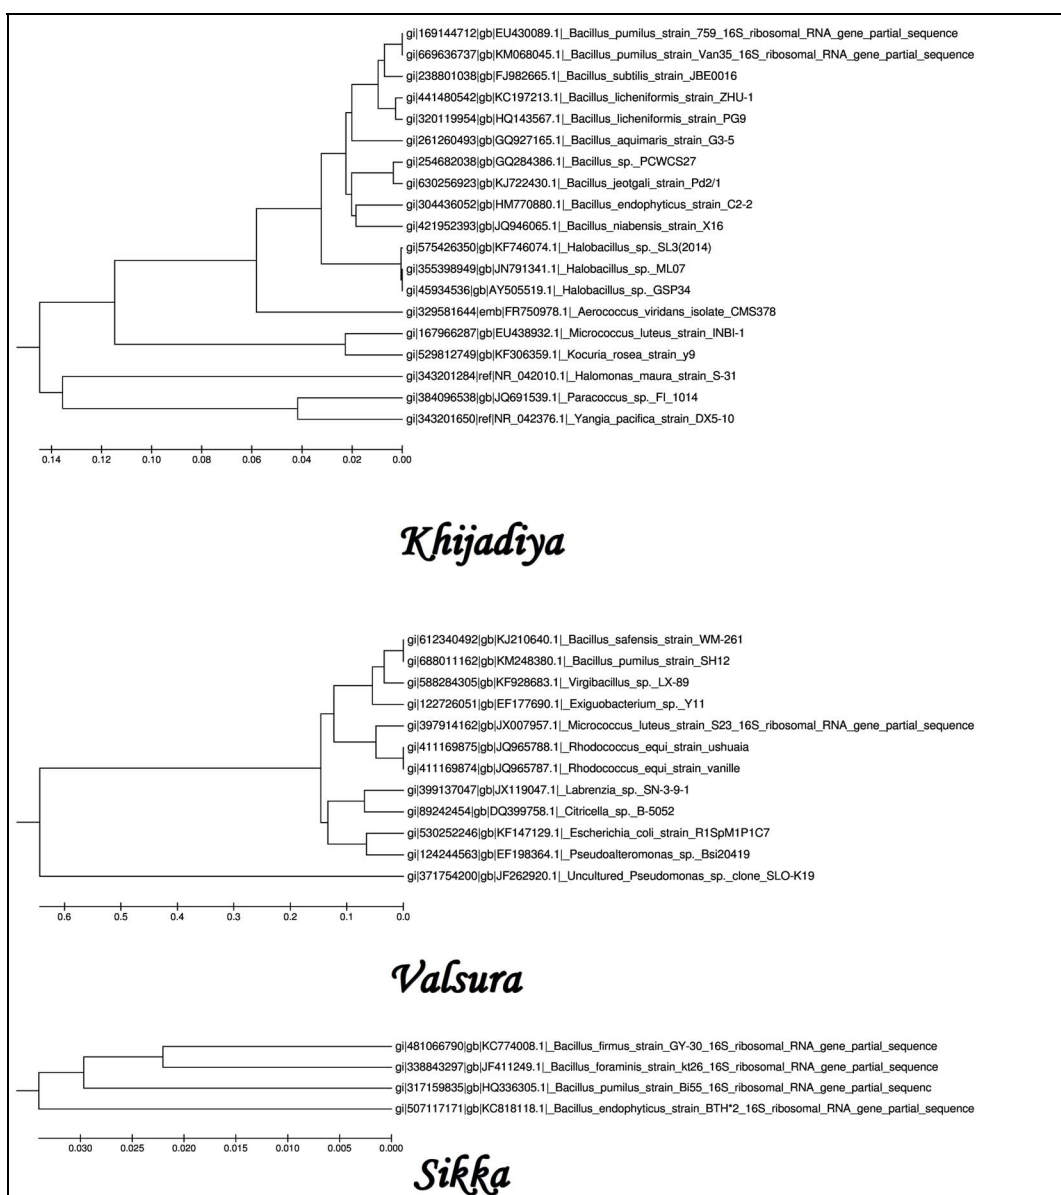 gi|169144712|gb|EU430089.1|_Bacillus_pumilus_strain_759_16S_ribosomal_RNA_gene_partial_sequence
gi|669636737|gb|KM068045.1|_Bacillus_pumilus_strain_Van35_16S_ribosomal_RNA_gene_partial_sequence
gi|238801038|gb|FJ982665.1|_Bacillus_subtilis_strain_JBE0016
gi|441480542|gb|KC197213.1|_Bacillus_licheniformis_strain_ZHU-1
gi|320119954|gb|HQ143567.1|_Bacillus_licheniformis_strain_PG9
gi|261260493|gb|GQ927165.1|_Bacillus_aquimaris_strain_G3-5
gi|254682038|gb|GQ284386.1|_Bacillus_sp._PCWCS27
gi|630256923|gb|KJ722430.1|_Bacillus_jeotgali_strain_Pd2/1
gi|304436052|gb|HM770880.1|_Bacillus_endophyticus_strain_C2-2
gi|421952393|gb|JQ946065.1|_Bacillus_niabensis_strain_X16
gi|575426350|gb|KF746074.1|_Halobacillus_sp._SL3(2014)
gi|355398949|gb|JN791341.1|_Halobacillus_sp._ML07
gi|45934536|gb|AY505519.1|_Halobacillus_sp._GSP34
gi|329581644|emb|FR750978.1|_Aerococcus_viridans_isolate_CMS378
gi|167966287|gb|EU438932.1|_Micrococcus_luteus_strain_INBI-1
gi|529812749|gb|KF306359.1|_Kocuria_rosea_strain_y9
gi|343201284|ref|NR_042010.1|_Halomonas_maura_strain_S-31
gi|384096538|gb|JQ691539.1|_Paracoccus_sp._FI_1014
gi|343201650|ref|NR_042376.1|_Yangia_pacifica_strain_DX5-10
0.14 0.12 0.10 0.08 0.06 0.04 0.02 0.00
Khijadiya
gi|612340492|gb|KJ210640.1|_Bacillus_safensis_strain_WM-261
gi|688011162|gb|KM248380.1|_Bacillus_pumilus_strain_SH12
gi|588284305|gb|KF928683.1|_Virgibacillus_sp._LX-89
gi|122726051|gb|EF177690.1|_Exiguobacterium_sp._Y11
gi|397914162|gb|JX007957.1|_Micrococcus_luteus_strain_S23_16S_ribosomal_RNA_gene_partial_sequence
gi|411169875|gb|JQ965788.1|_Rhodococcus_equi_strain_ushuaia
gi|411169874|gb|JQ965787.1|_Rhodococcus_equi_strain_vanille
gi|399137047|gb|JX119047.1|_Labrenzia_sp._SN-3-9-1
gi|89242454|gb|DQ399758.1|_Citricella_sp._B-5052
gi|530252246|gb|KF147129.1|_Escherichia_coli_strain_R1SpM1P1C7
gi|124244563|gb|EF198364.1|_Pseudoalteromonas_sp._Bsi20419
gi|371754200|gb|JF262920.1|_Uncultured_Pseudomonas_sp._clone_SLO-K19
0.6 0.5 0.4 0.3 0.2 0.1 0.0
Valsura
gi|481066790|gb|KC774008.1|_Bacillus_firmus_strain_GY-30_16S_ribosomal_RNA_gene_partial_sequence
gi|338843297|gb|JF411249.1|_Bacillus_foraminis_strain_kt26_16S_ribosomal_RNA_gene_partial_sequence
gi|317159835|gb|HQ336305.1|_Bacillus_pumilus_strain_Bi55_16S_ribosomal_RNA_gene_partial_sequenc
gi|507117171|gb|KC818118.1|_Bacillus_endophyticus_strain_BTH*2_16S_ribosomal_RNA_gene_partial_sequence
0.030 0.025 0.020 0.015 0.010 0.005 0.000
Sikka